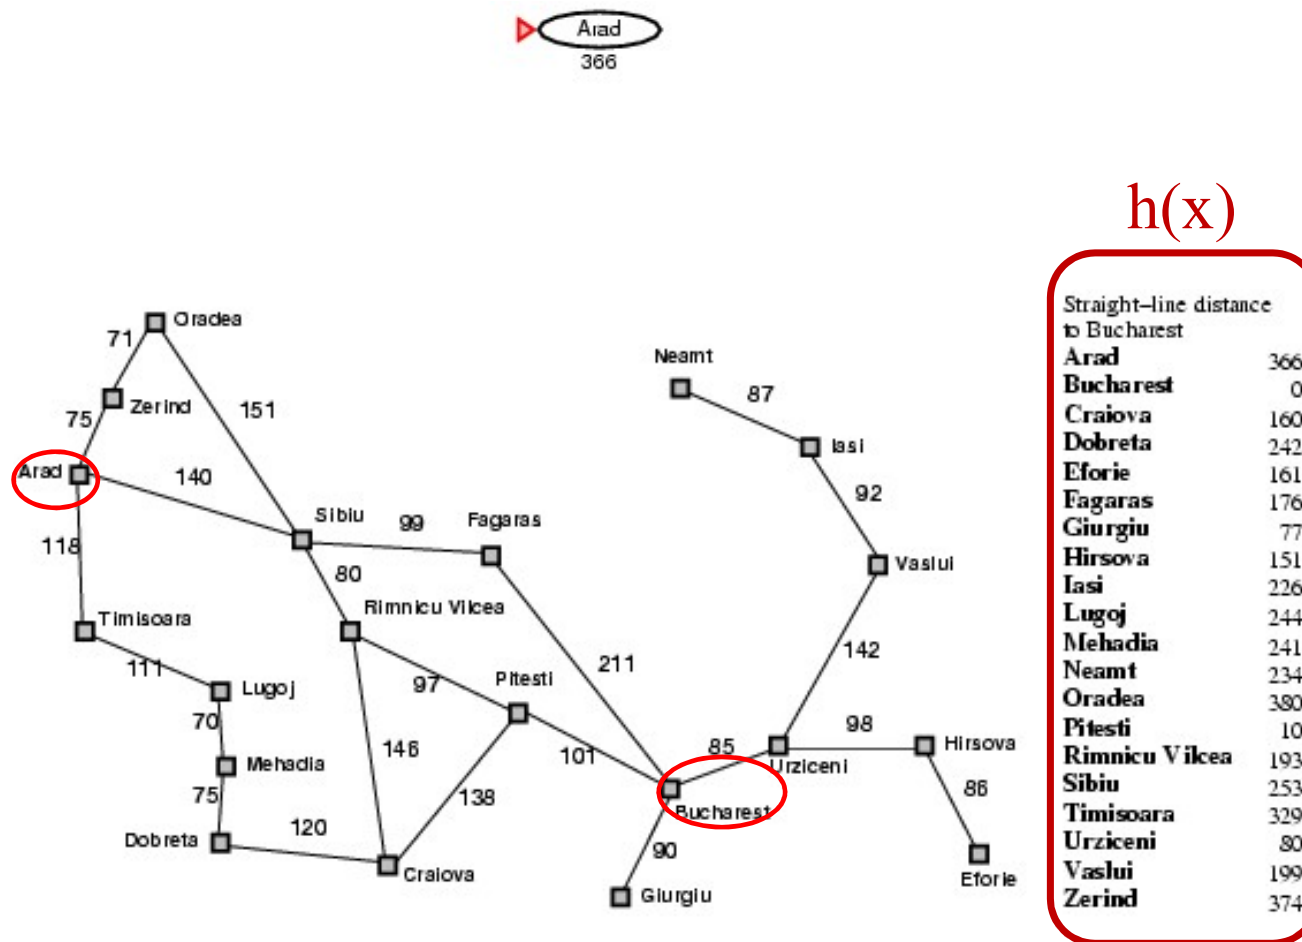 Arad
366
h(x)
Straight-line distance
to Bucharest
Arad 366
Bucharest 0
Craiova 160
Dobreta 242
Eforie 161
Fagaras 176
Giurgiu 77
Hirsova 151
Iasi 226
Lugoj 244
Mehadia 241
Neamt 234
Oradea 380
Pitesti 10
Rimnicu Vilcea 193
Sibiu 253
Timisoara 329
Urziceni 80
Vaslui 199
Zerind 374
Oradea
71
Neamt
87
Zerind
151
75
Iasi
Arad
140
92
Sibiu
99
Fagaras
118
80
Vaslui
Rimnicu Vilcea
Timisoara
142
111
211
Lugoj
97
Pitesti
70
98
Hirsova
146
85
101
Urziceni
Mehadia
86
75
138
Bucharest
120
Dobreta
90
Craiova
Eforie
Giurgiu